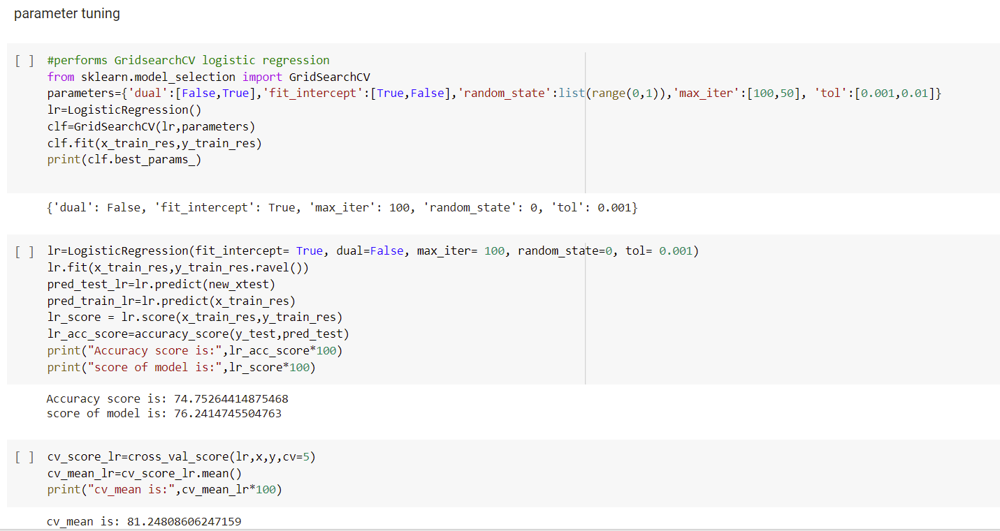 parameter tuning
[ ] #performs GridsearchCV logistic regression
from sklearn.model_selection import GridSearchCV
parameters={'dual':[False,True],'fit_intercept':[True,False],'random_state':list(range(0,1)),'max_iter':[100,50], 'tol':[0.001,0.01]}
lr=LogisticRegression()
clf=GridSearchCV(lr,parameters)
clf.fit(x_train_res,y_train_res)
print(clf.best_params_)
{'dual': False, 'fit_intercept': True, 'max_iter': 100, 'random_state': 0, 'tol': 0.001}
[ ] lr=LogisticRegression(fit_intercept= True, dual=False, max_iter= 100, random_state=0, tol= 0.001)
lr.fit(x_train_res,y_train_res.ravel())
pred_test_lr=lr.predict(new_xtest)
pred_train_lr=lr.predict(x_train_res)
lr_score = lr.score(x_train_res,y_train_res)
lr_acc_score=accuracy_score(y_test,pred_test)
print("Accuracy score is:",lr_acc_score*100)
print("score of model is:",lr_score*100)
Accuracy score is: 74.75264414875468
score of model is: 76.2414745504763
[ ] cv_score_lr=cross_val_score(lr,x,y,cv=5)
cv_mean_lr=cv_score_lr.mean()
print("cv_mean is:",cv_mean_lr*100)
cv_mean is: 81.24808606247159